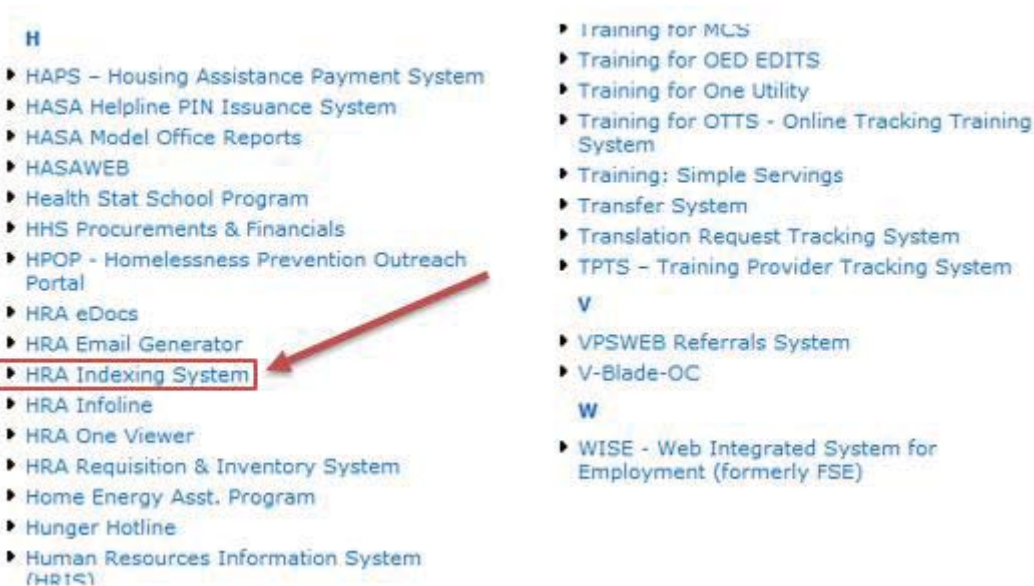 H
HAPS – Housing Assistance Payment System
HASA Helpline PIN Issuance System
HASA Model Office Reports
HASAWEB
Health Stat School Program
HHS Procurements & Financials
HPOP - Homelessness Prevention Outreach
Portal
HRA eDocs
HRA Email Generator
HRA Indexing System
HRA Infoline
HRA One Viewer
HRA Requisition & Inventory System
Home Energy Asst. Program
Hunger Hotline
Human Resources Information System
(HRIS)
Training for MCS
Training for OED EDITS
Training for One Utility
Training for OTTS - Online Tracking Training
System
Training: Simple Servings
Transfer System
Translation Request Tracking System
TPTS – Training Provider Tracking System
V
VPSWEB Referrals System
V-Blade-OC
W
WISE - Web Integrated System for
Employment (formerly FSE)